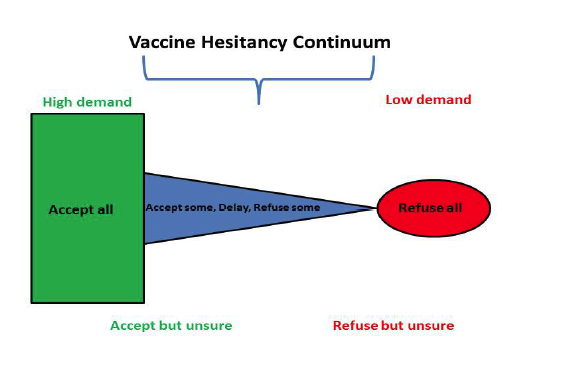 Vaccine Hesitancy Continuum
High demand
Low demand
Accept all
Accept some, Delay, Refuse some
Refuse all
Accept but unsure
Refuse but unsure